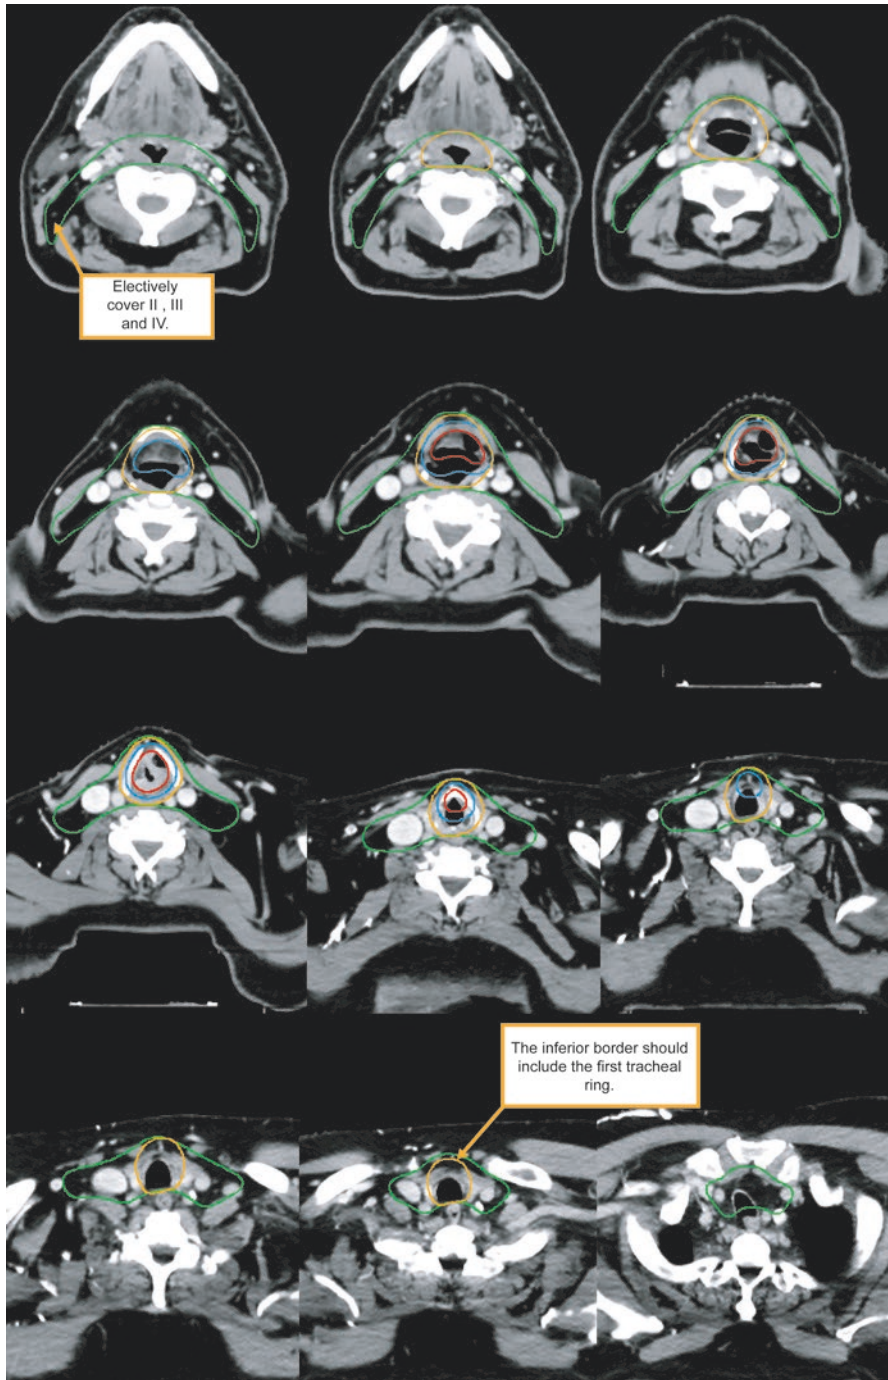 Electively
cover II , III
and IV.
The inferior border should
include the first tracheal
ring.